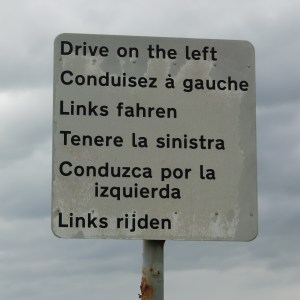 Drive on the left
Conduisez à gauche
Links fahren
Tenere la sinistra
Conduzca por la
izquierda
Links rijden